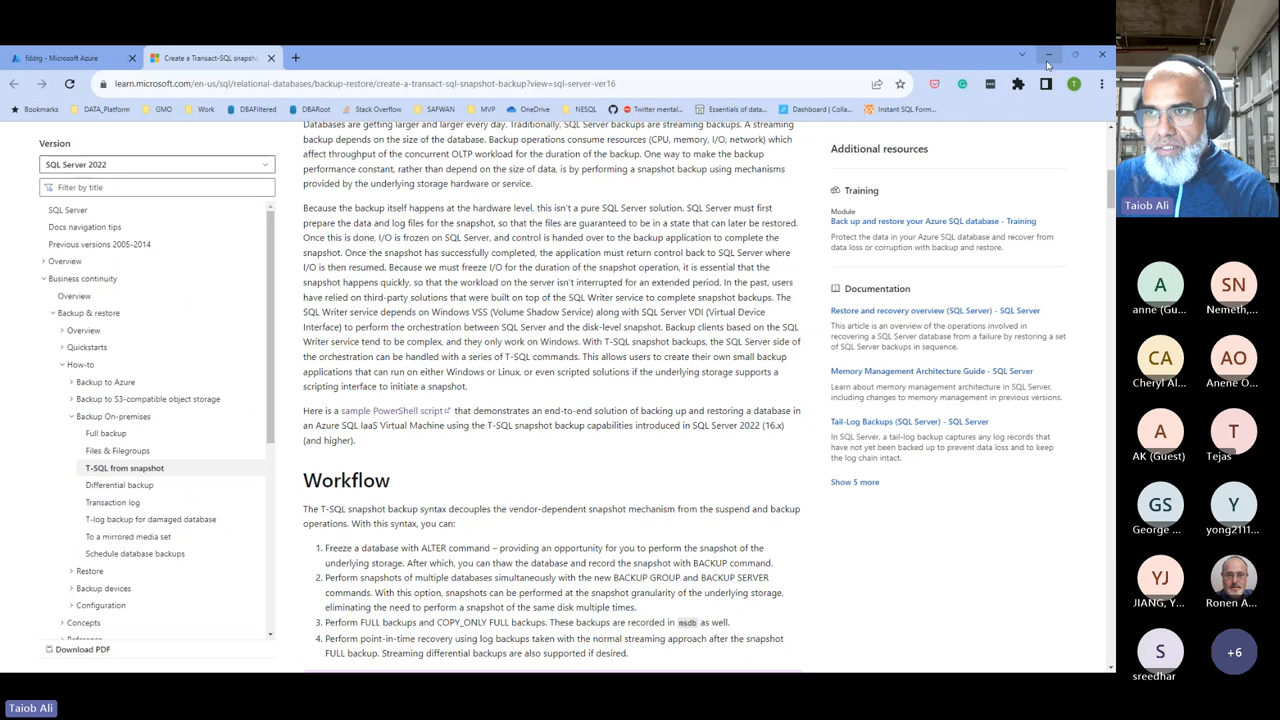 fddrg - Microsoft Azure
Create a Transact-SQL snapsh
learn.microsoft.com/en-us/sql/relational-databases/backup-restore/create-a-transact-sql-snapshot-backup?view=sql-server-ver16
T
Bookmarks
DATA_Platform
GMO
Work
DBAFiltered
DBARoot
Stack Overflow
SAFWAN
MVP
OneDrive
NESQL
Twitter mental...
Essentials of data...
Dashboard | Colla...
Instant SQL Form...
Version
SQL Server 2022
Filter by title
SQL Server
Docs navigation tips
Previous versions 2005-2014
Overview
Business continuity
Overview
Backup & restore
Overview
Quickstarts
How-to
Backup to Azure
Backup to S3-compatible object storage
Backup On-premises
Full backup
Files & Filegroups
T-SQL from snapshot
Differential backup
Transaction log
T-log backup for damaged database
To a mirrored media set
Schedule database backups
Restore
Backup devices
Configuration
Concepts
Download PDF
Databases are getting larger and larger every day. Traditionally, SQL Server backups are streaming backups. A streaming
backup depends on the size of the database. Backup operations consume resources (CPU, memory, I/O, network) which
affect throughput of the concurrent OLTP workload for the duration of the backup. One way to make the backup
performance constant, rather than depend on the size of data, is by performing a snapshot backup using mechanisms
provided by the underlying storage hardware or service.
Because the backup itself happens at the hardware level, this isn't a pure SQL Server solution. SQL Server must first
prepare the data and log files for the snapshot, so that the files are guaranteed to be in a state that can later be restored.
Once this is done, I/O is frozen on SQL Server, and control is handed over to the backup application to complete the
snapshot. Once the snapshot has successfully completed, the application must return control back to SQL Server where
I/O is then resumed. Because we must freeze I/O for the duration of the snapshot operation, it is essential that the
snapshot happens quickly, so that the workload on the server isn't interrupted for an extended period. In the past, users
have relied on third-party solutions that were built on top of the SQL Writer service to complete snapshot backups. The
SQL Writer service depends on Windows VSS (Volume Shadow Service) along with SQL Server VDI (Virtual Device
Interface) to perform the orchestration between SQL Server and the disk-level snapshot. Backup clients based on the SQL
Writer service tend to be complex, and they only work on Windows. With T-SQL snapshot backups, the SQL Server side of
the orchestration can be handled with a series of T-SQL commands. This allows users to create their own small backup
applications that can run on either Windows or Linux, or even scripted solutions if the underlying storage supports a
scripting interface to initiate a snapshot.
Here is a sample PowerShell script that demonstrates an end-to-end solution of backing up and restoring a database in
an Azure SQL IaaS Virtual Machine using the T-SQL snapshot backup capabilities introduced in SQL Server 2022 (16.x)
(and higher).
Workflow
The T-SQL snapshot backup syntax decouples the vendor-dependent snapshot mechanism from the suspend and backup
operations. With this syntax, you can:
1. Freeze a database with ALTER command – providing an opportunity for you to perform the snapshot of the
underlying storage. After which, you can thaw the database and record the snapshot with BACKUP command.
2. Perform snapshots of multiple databases simultaneously with the new BACKUP GROUP and BACKUP SERVER
commands. With this option, snapshots can be performed at the snapshot granularity of the underlying storage,
eliminating the need to perform a snapshot of the same disk multiple times.
3. Perform FULL backups and COPY_ONLY FULL backups. These backups are recorded in msdb as well.
4. Perform point-in-time recovery using log backups taken with the normal streaming approach after the snapshot
FULL backup. Streaming differential backups are also supported if desired.
Additional resources
Training
Module
Back up and restore your Azure SQL database - Training
Protect the data in your Azure SQL database and recover from
data loss or corruption with backup and restore.
Documentation
Restore and recovery overview (SQL Server) - SQL Server
This article is an overview of the operations involved in
recovering a SQL Server database from a failure by restoring a set
of SQL Server backups in sequence.
Memory Management Architecture Guide - SQL Server
Learn about memory management architecture in SQL Server,
including changes to memory management in previous versions.
Tail-Log Backups (SQL Server) - SQL Server
In SQL Server, a tail-log backup captures any log records that
have not yet been backed up to prevent data loss and to keep
the log chain intact.
Show 5 more
Taiob Ali
A
anne (Gu...
SN
Nemeth,...
CA
Cheryl Al...
AO
Anene O...
A
AK (Guest)
T
Tejas
GS
George ...
Y
yong2111...
YJ
JIANG, Y...
Ronen A...
S
sreedhar
+6
Taiob Ali